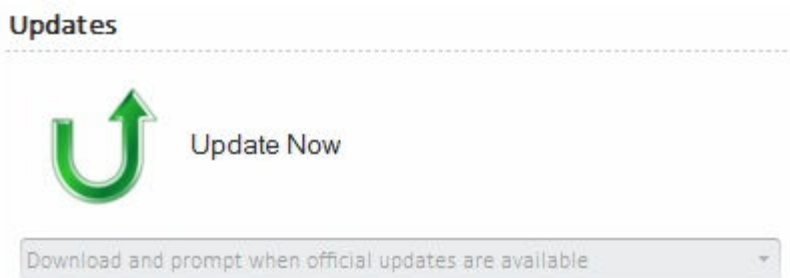 Updates
Update Now
Download and prompt when official updates are available